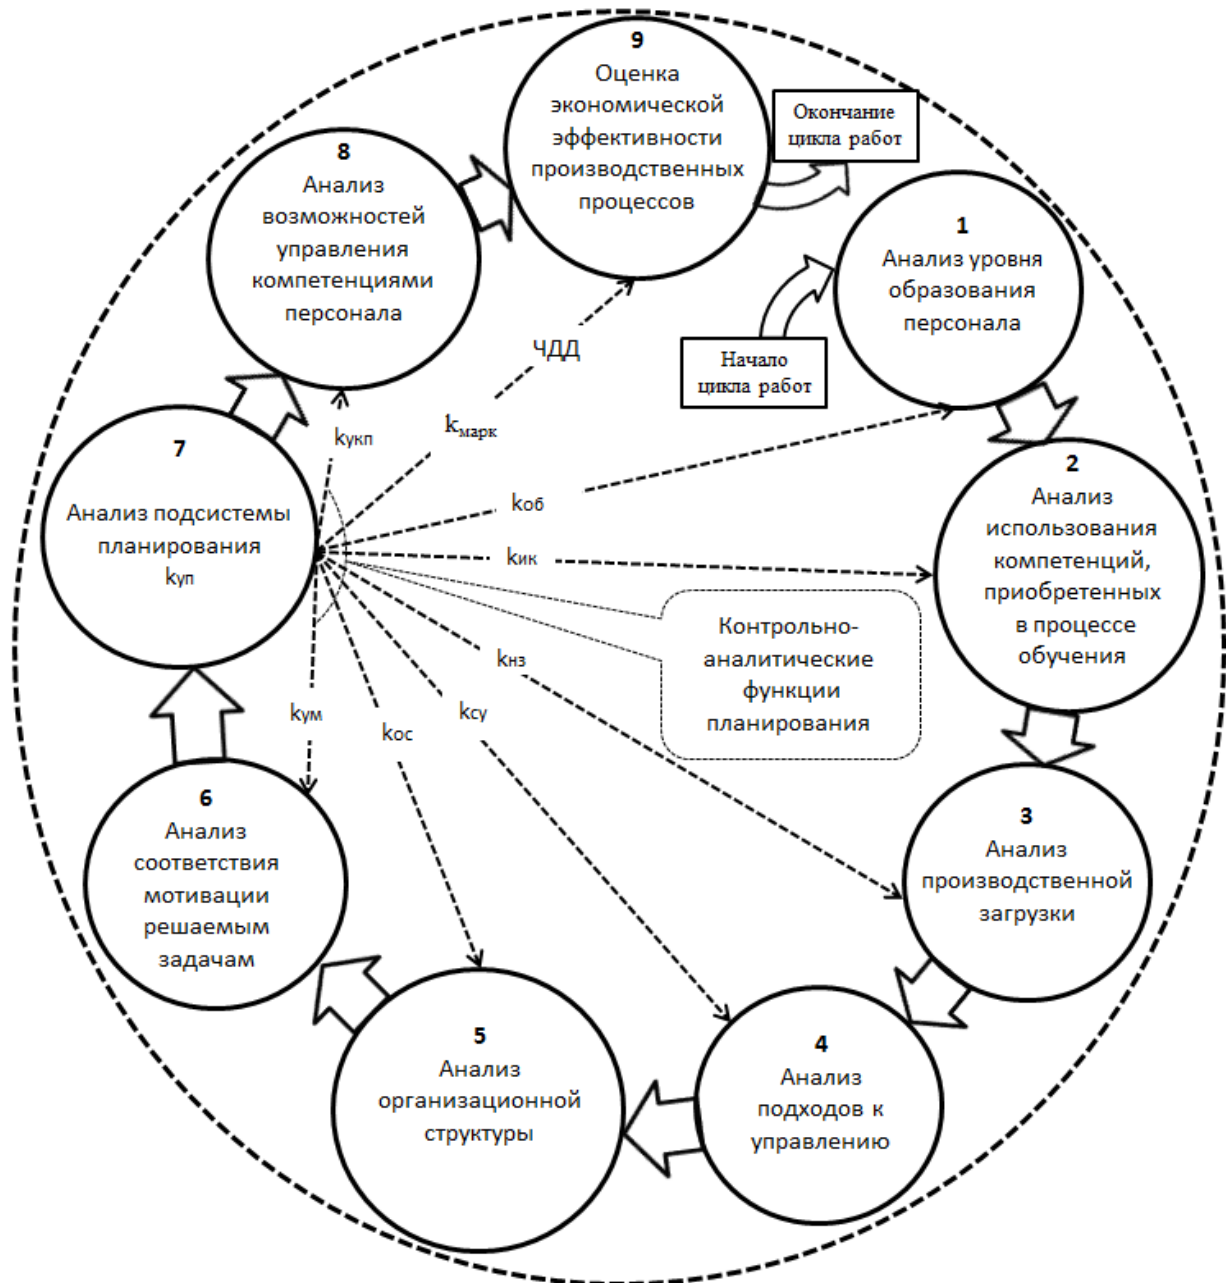 9
Оценка
экономической
эффективности
производственных
процессов
Окончание
цикла работ
8
Анализ
возможностей
управления
компетенциями
персонала
1
Анализ уровня
образования
персонала
Начало
цикла работ
ЧДД
kмарк
kукп
kоб
kик
7
Анализ подсистемы
планирования
kуп
2
Анализ
использования
компетенций,
приобретенных
в процессе
обучения
Контрольно-
аналитические
функции
планирования
kнз
kсу
kос
kум
6
Анализ
соответствия
мотивации
решаемым
задачам
3
Анализ
производственной
загрузки
5
Анализ
организационной
структуры
4
Анализ
подходов к
управлению